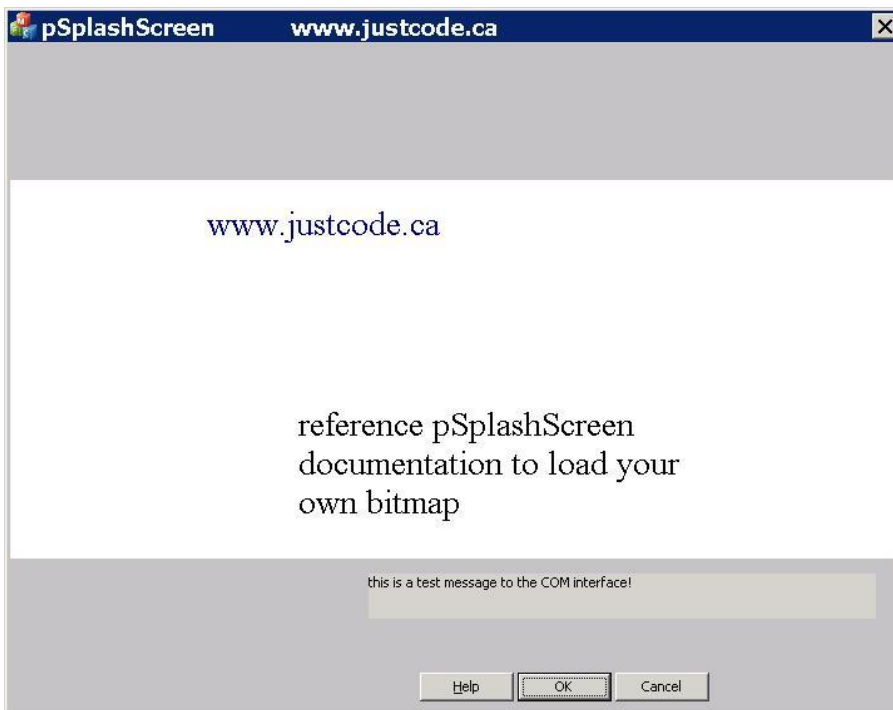 pSplashScreen www.justcode.ca
www.justcode.ca
reference pSplashScreen
documentation to load your
own bitmap
this is a test message to the COM interface!
Help OK Cancel